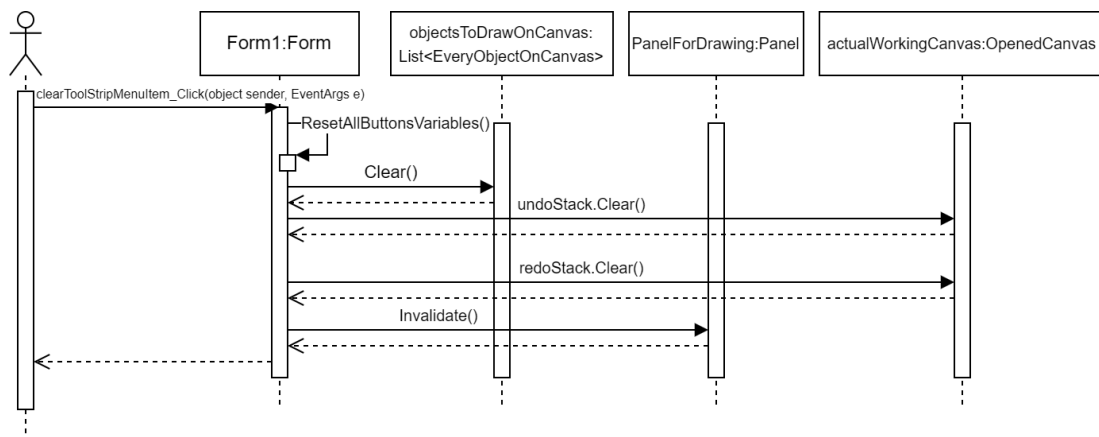 Form1:Form
objectsToDrawOnCanvas:
List<EveryObjectOnCanvas>
PanelForDrawing:Panel
actualWorkingCanvas:OpenedCanvas
clearToolStripMenuItem_Click(object sender, EventArgs e)
ResetAllButtonsVariables()
Clear()
undoStack.Clear()
redoStack.Clear()
Invalidate()